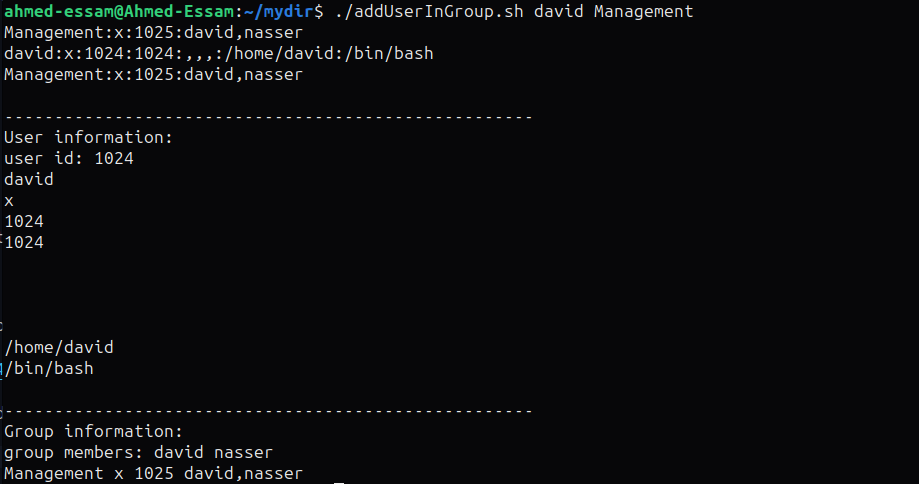 ahmed-essam@Ahmed-Essam:~/mydir$ ./addUserInGroup.sh david Management
Management:x:1025:david,nasser
david:x:1024:1024:,,,:/home/david:/bin/bash
Management:x:1025:david,nasser
-----------------------------------------------------
User information:
user id: 1024
david
x
1024
1024
/home/david
/bin/bash
-----------------------------------------------------
Group information:
group members: david nasser
Management x 1025 david,nasser